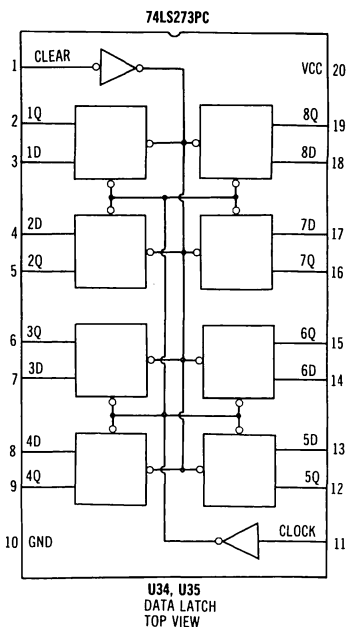 74LS273PC
1 CLEAR VCC 20
2 1Q 8Q 19
3 1D 8D 18
4 2D 7D 17
5 2Q 7Q 16
6 3Q 6Q 15
7 3D 6D 14
8 4D 5D 13
9 4Q 5Q 12
10 GND CLOCK 11
U34, U35
DATA LATCH
TOP VIEW